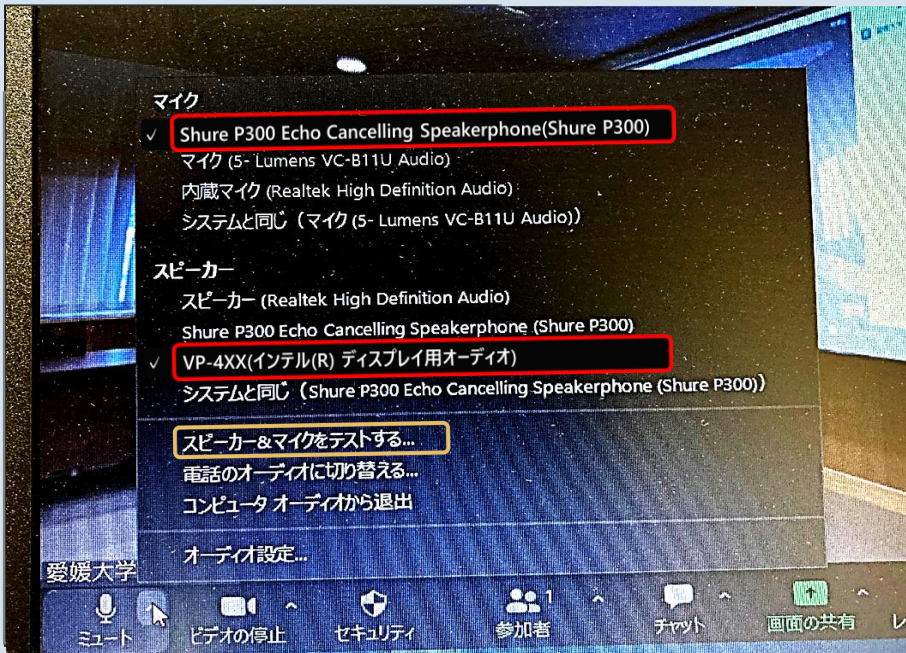 マイク
✓ Shure P300 Echo Cancelling Speakerphone(Shure P300)
マイク (5- Lumens VC-B11U Audio)
内蔵マイク (Realtek High Definition Audio)
システムと同じ（マイク (5- Lumens VC-B11U Audio)）
スピーカー
スピーカー (Realtek High Definition Audio)
Shure P300 Echo Cancelling Speakerphone (Shure P300)
✓ VP-4XX(インテル(R) ディスプレイ用オーディオ)
システムと同じ（Shure P300 Echo Cancelling Speakerphone (Shure P300)）
スピーカー&マイクをテストする...
電話のオーディオに切り替える...
コンピュータ オーディオから退出
オーディオ設定...
愛媛大学
ミュート
ビデオの停止
セキュリティ
1
参加者
チャット
画面の共有
レ